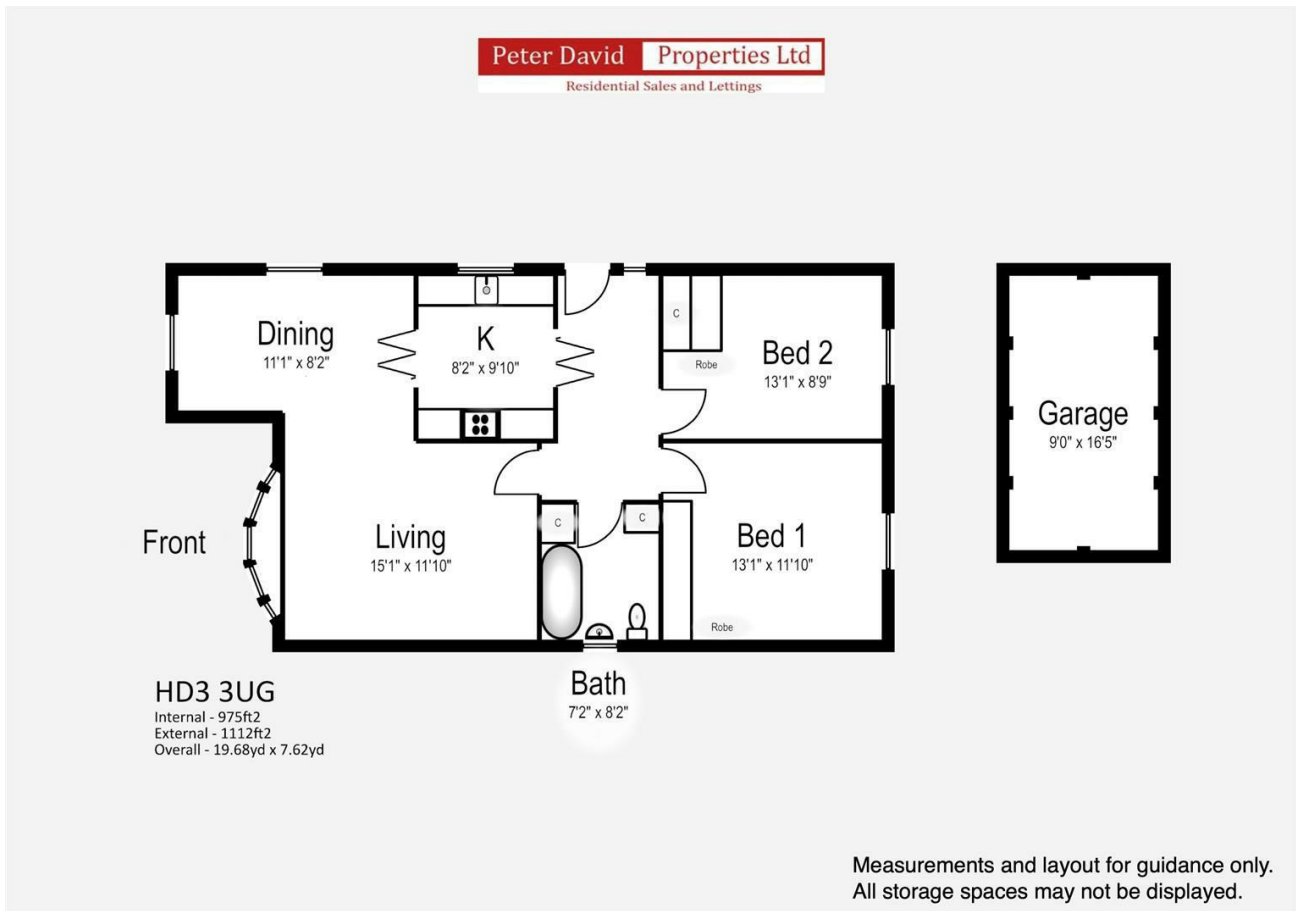 Peter David Properties Ltd
Residential Sales and Lettings
Dining
11'1" x 8'2"
K
8'2" x 9'10"
C
Robe
Bed 2
13'1" x 8'9"
Garage
9'0" x 16'5"
Front
Living
15'1" x 11'10"
C
C
Bed 1
13'1" x 11'10"
Robe
Bath
7'2" x 8'2"
HD3 3UG
Internal - 975ft2
External - 1112ft2
Overall - 19.68yd x 7.62yd
Measurements and layout for guidance only.
All storage spaces may not be displayed.